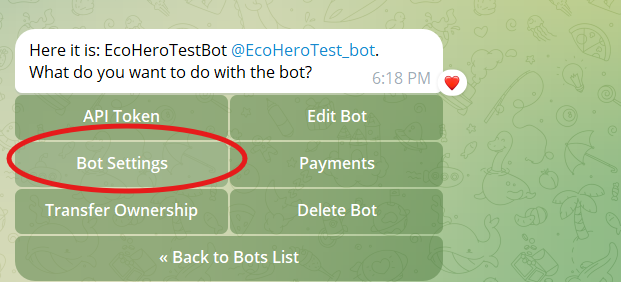 Here it is: EcoHeroTestBot @EcoHeroTest_bot.
What do you want to do with the bot?
6:18 PM
API Token
Edit Bot
Bot Settings
Payments
Transfer Ownership
Delete Bot
« Back to Bots List